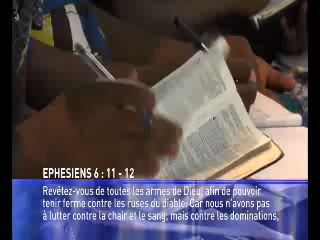 EPHESIENS 6 : 11 - 12
Revêtez-vous de toutes les armes de Dieu, afin de pouvoir
tenir ferme contre les ruses du diable. Car nous n'avons pas
à lutter contre la chair et le sang, mais contre les dominations,